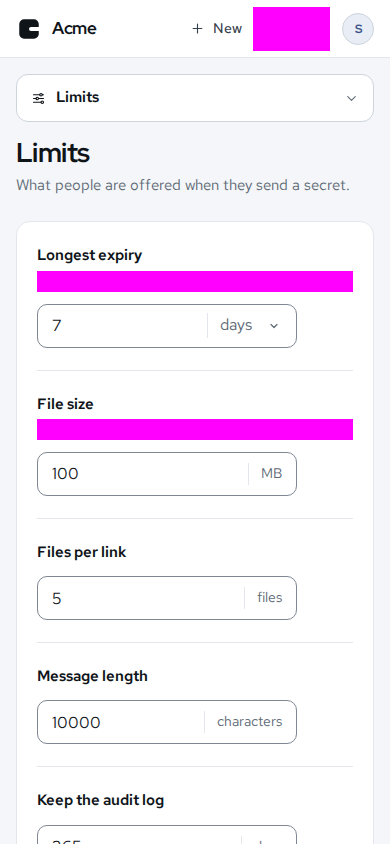 Acme
New
S
Limits
Limits
What people are offered when they send a secret.
Longest expiry
7 days
File size
100 MB
Files per link
5 files
Message length
10000 characters
Keep the audit log